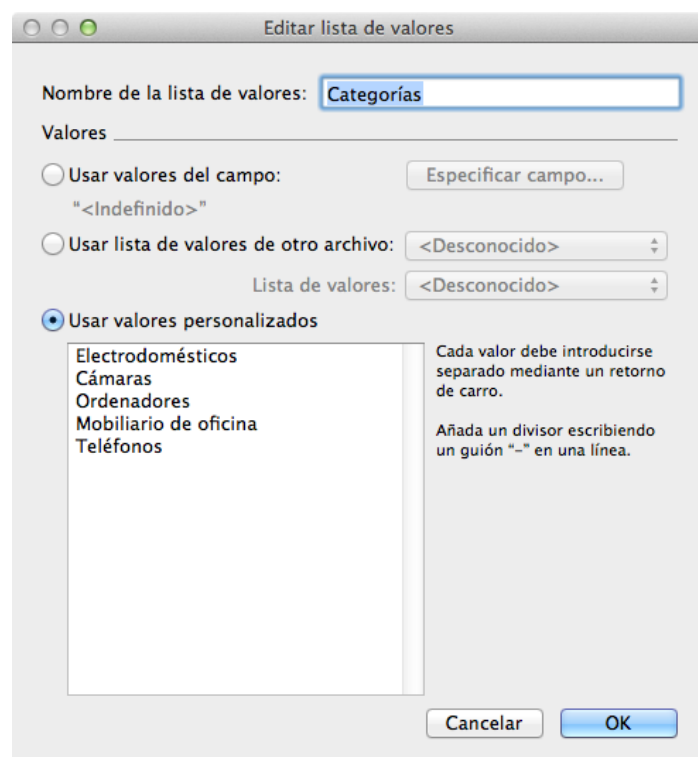 Editar lista de valores
Nombre de la lista de valores: Categorías
Valores
Usar valores del campo: Especificar campo...
"<Indefinido>"
Usar lista de valores de otro archivo: <Desconocido>
Lista de valores: <Desconocido>
Usar valores personalizados
Electrodomésticos
Cámaras
Ordenadores
Mobiliario de oficina
Teléfonos
Cada valor debe introducirse
separado mediante un retorno
de carro.
Añada un divisor escribiendo
un guión "-" en una línea.
Cancelar OK